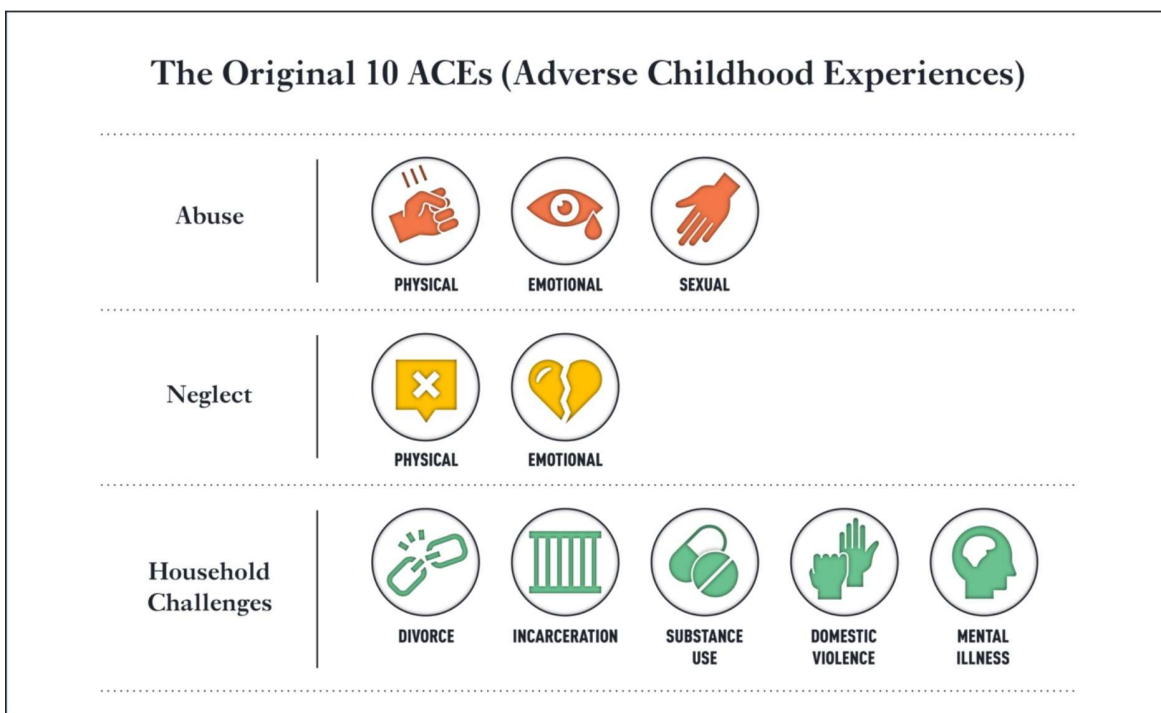 The Original 10 ACEs (Adverse Childhood Experiences)
Abuse
PHYSICAL
EMOTIONAL
SEXUAL
Neglect
PHYSICAL
EMOTIONAL
Household
Challenges
DIVORCE
INCARCERATION
SUBSTANCE
USE
DOMESTIC
VIOLENCE
MENTAL
ILLNESS